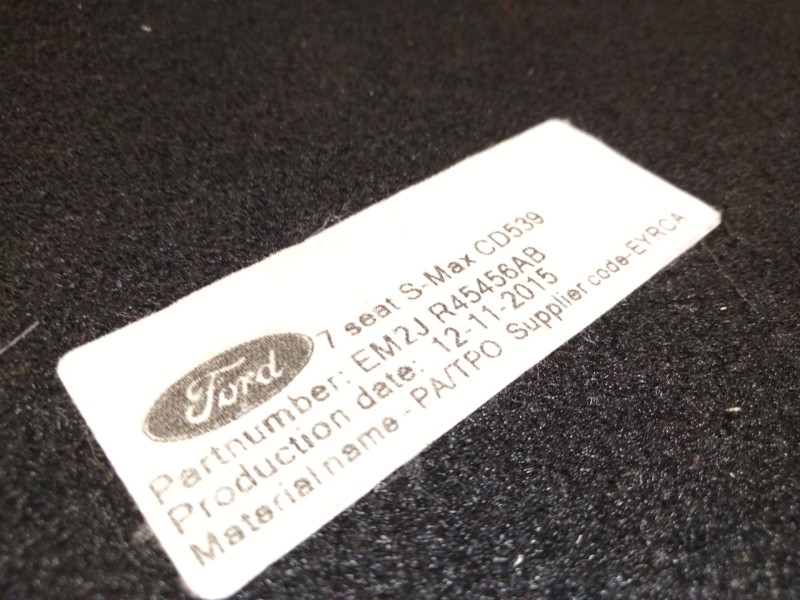 Ford
7 seat S-Max CD539
Partnumber: EM2J R45456AB
Production date: 12-11-2015
Material name - PA/TPO Supplier code-EYRCA